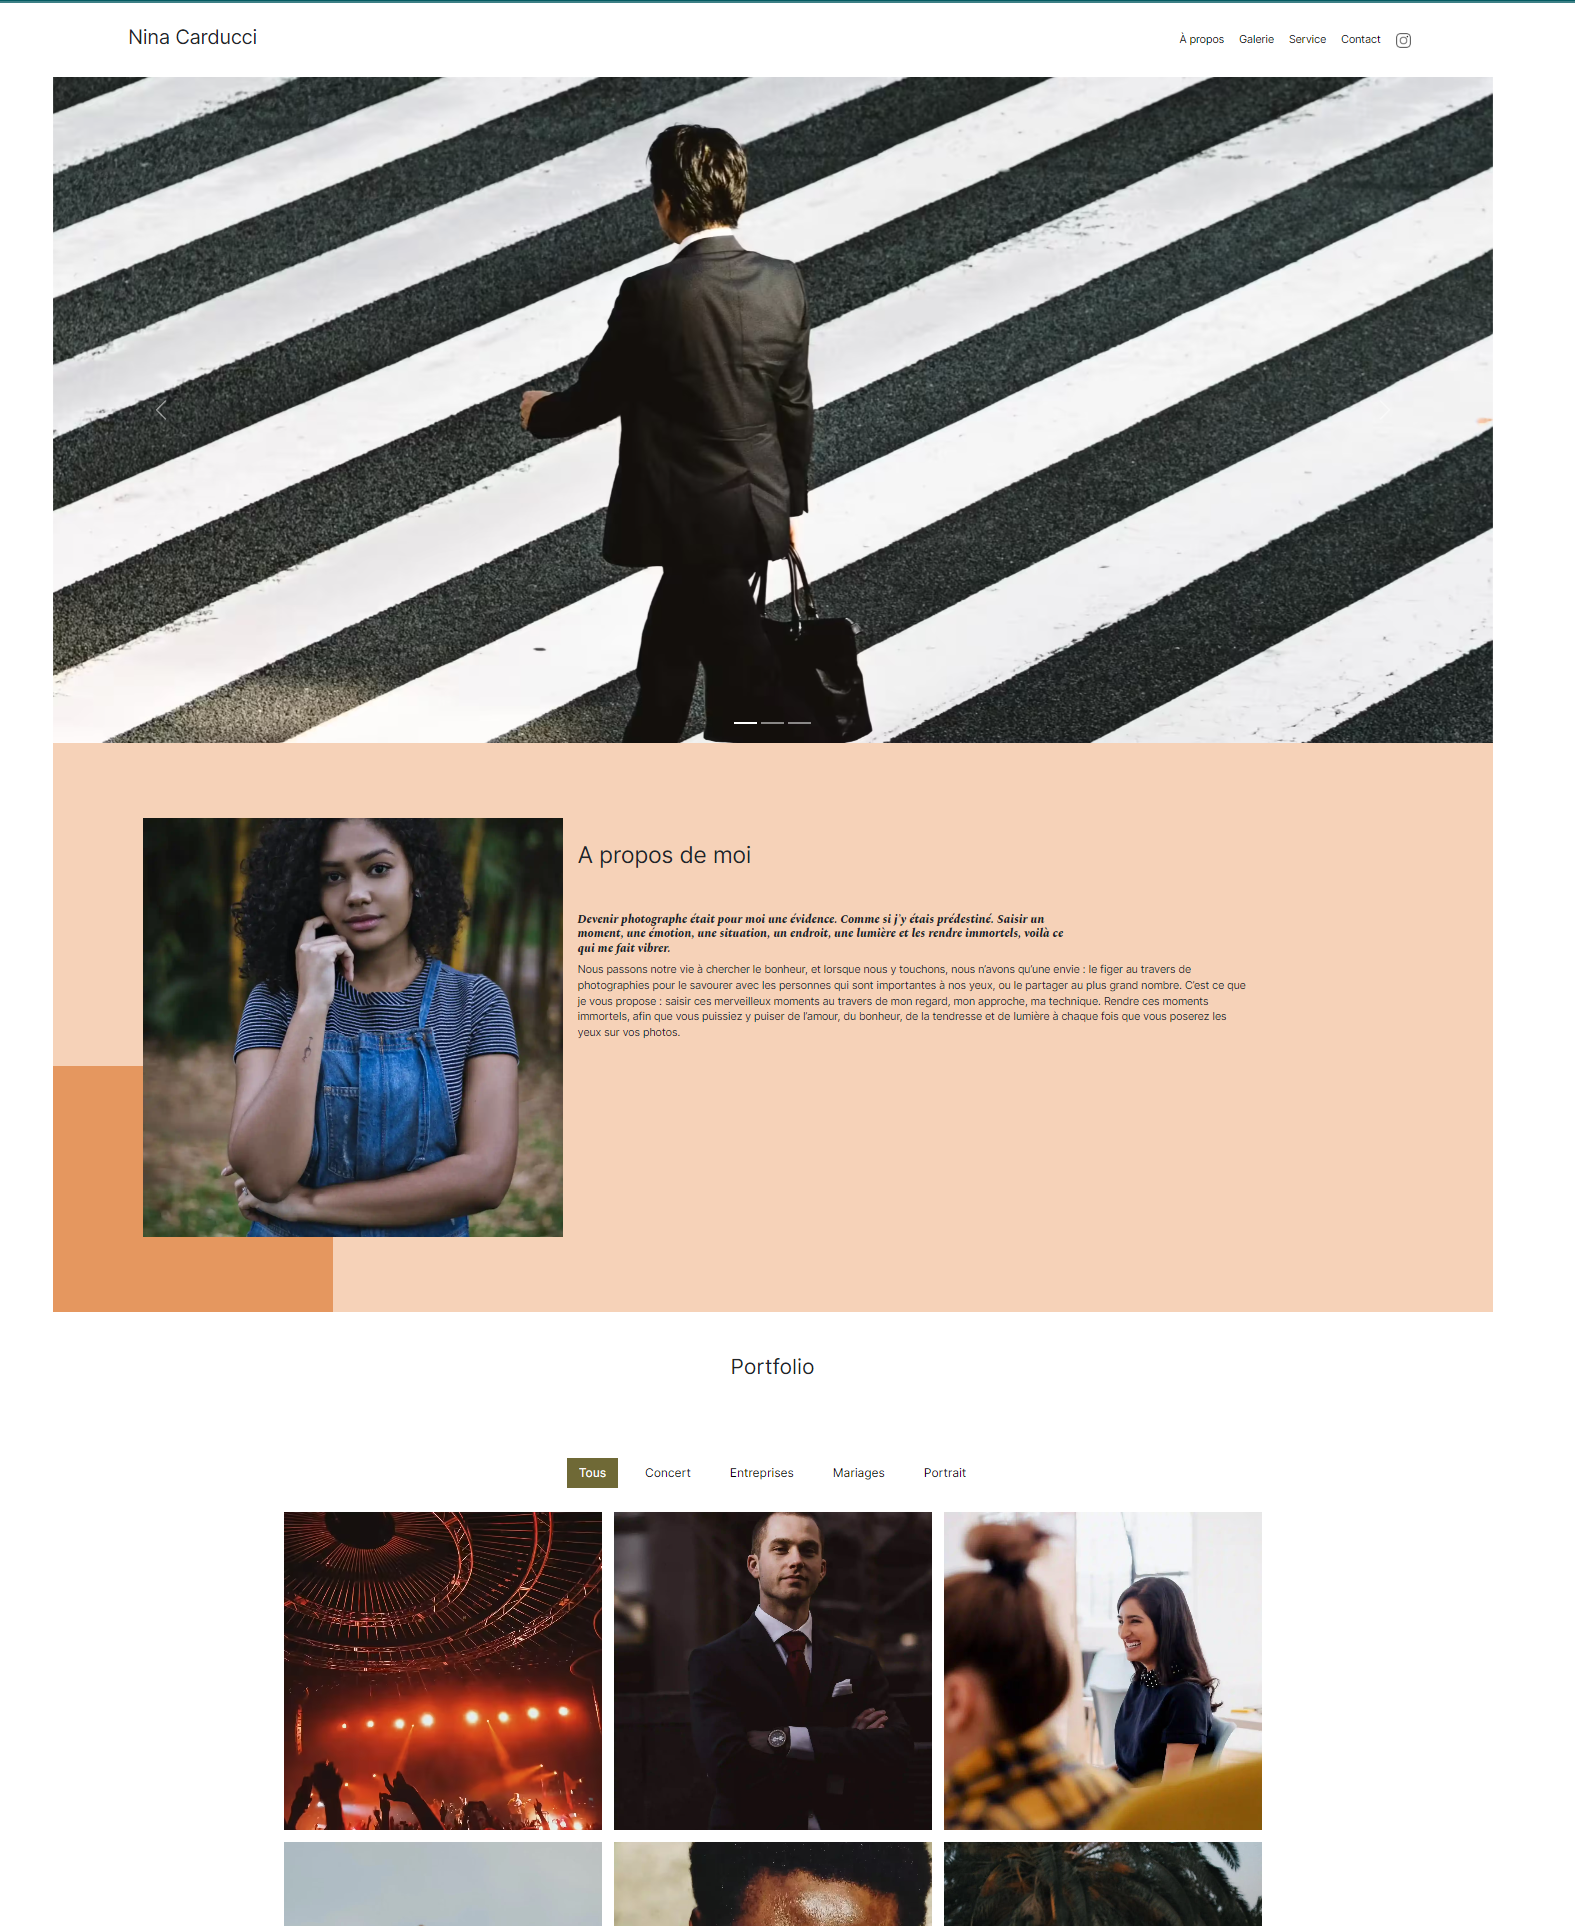 Nina Carducci
À propos Galerie Service Contact
A propos de moi
Devenir photographe était pour moi une évidence. Comme si j'y étais prédestiné. Saisir un
moment, une émotion, une situation, un endroit, une lumière et les rendre immortels, voilà ce
qui me fait vibrer.
Nous passons notre vie à chercher le bonheur, et lorsque nous y touchons, nous n’avons qu’une envie : le figer au travers de
photographies pour le savourer avec les personnes qui sont importantes à nos yeux, ou le partager au plus grand nombre. C’est ce que
je vous propose : saisir ces merveilleux moments au travers de mon regard, mon approche, ma technique. Rendre ces moments
immortels, afin que vous puissiez y puiser de l’amour, du bonheur, de la tendresse et de lumière à chaque fois que vous poserez les
yeux sur vos photos.
Portfolio
Tous Concert Entreprises Mariages Portrait